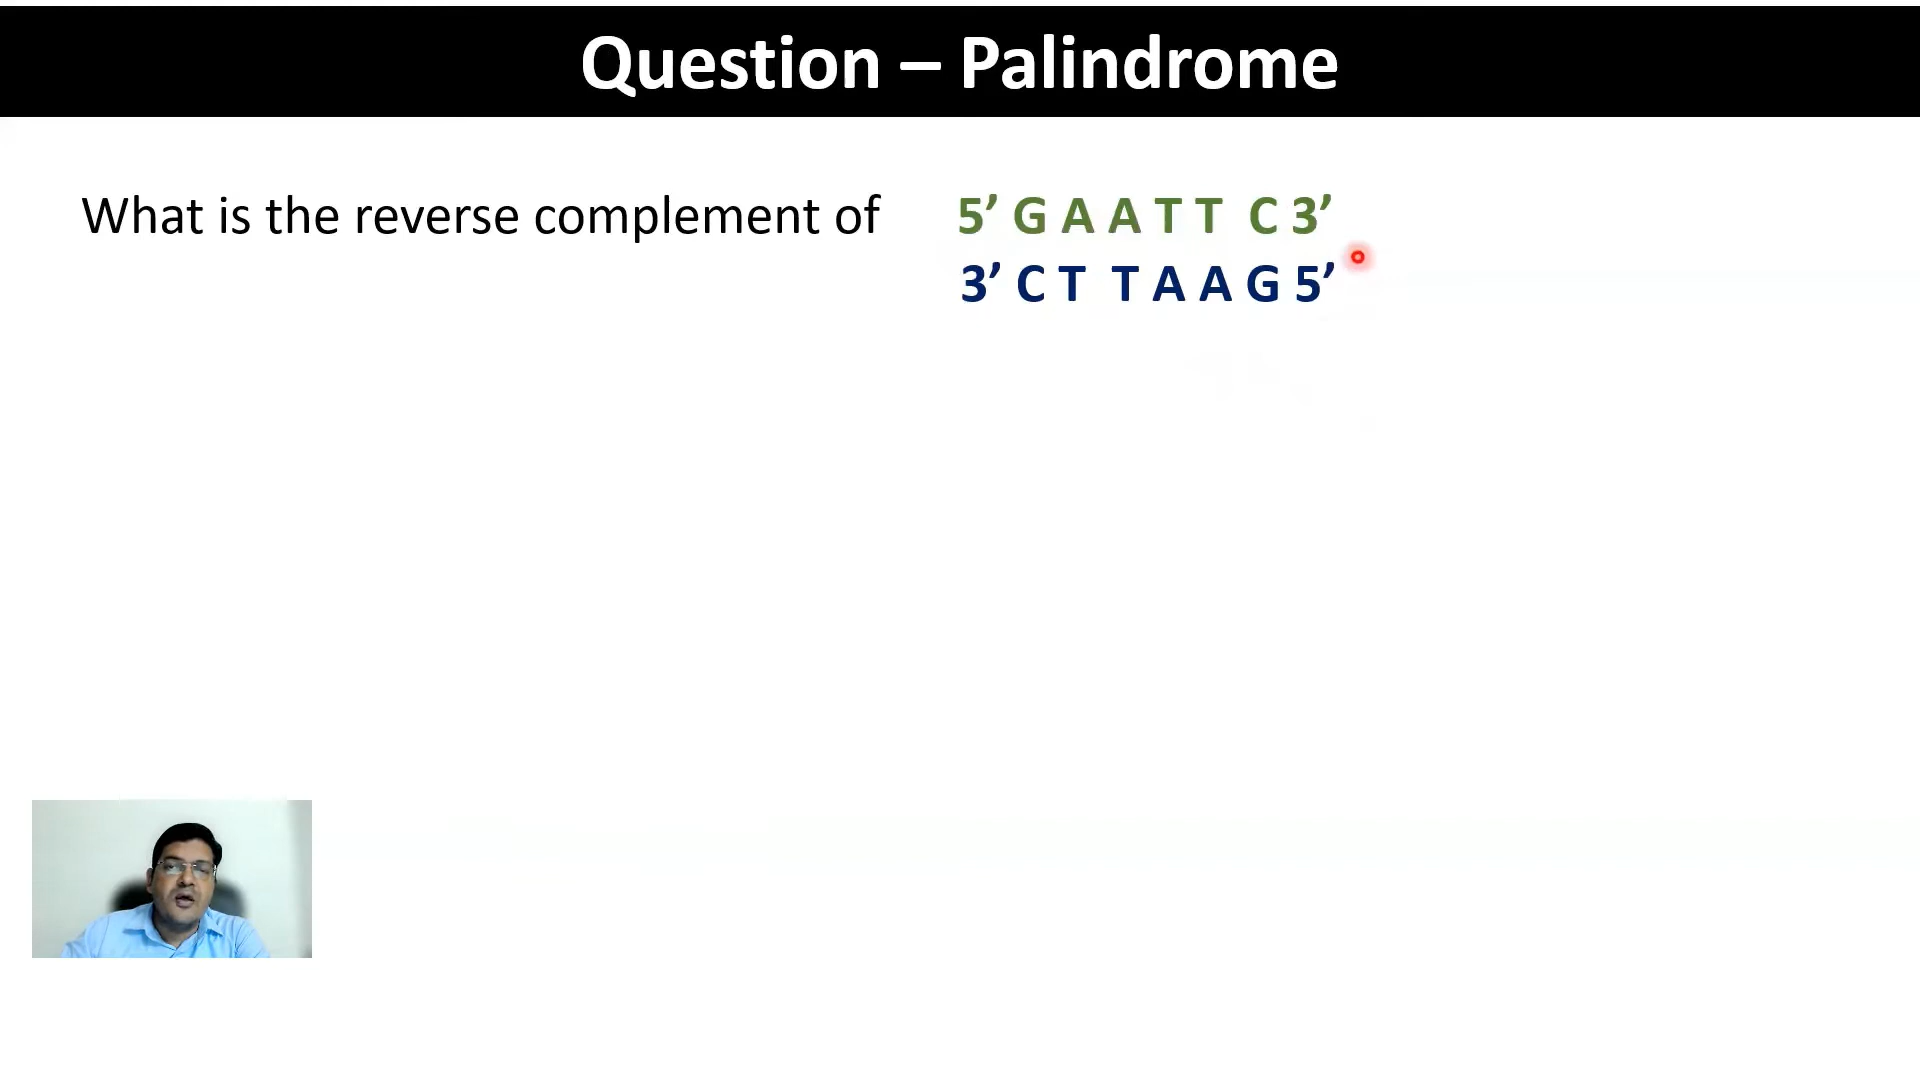 Question – Palindrome
What is the reverse complement of 5’ G A A T T C 3’
3’ C T T A A G 5’